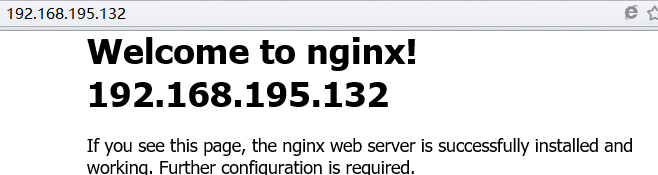 192.168.195.132
Welcome to nginx!
192.168.195.132
If you see this page, the nginx web server is successfully installed and
working. Further configuration is required.